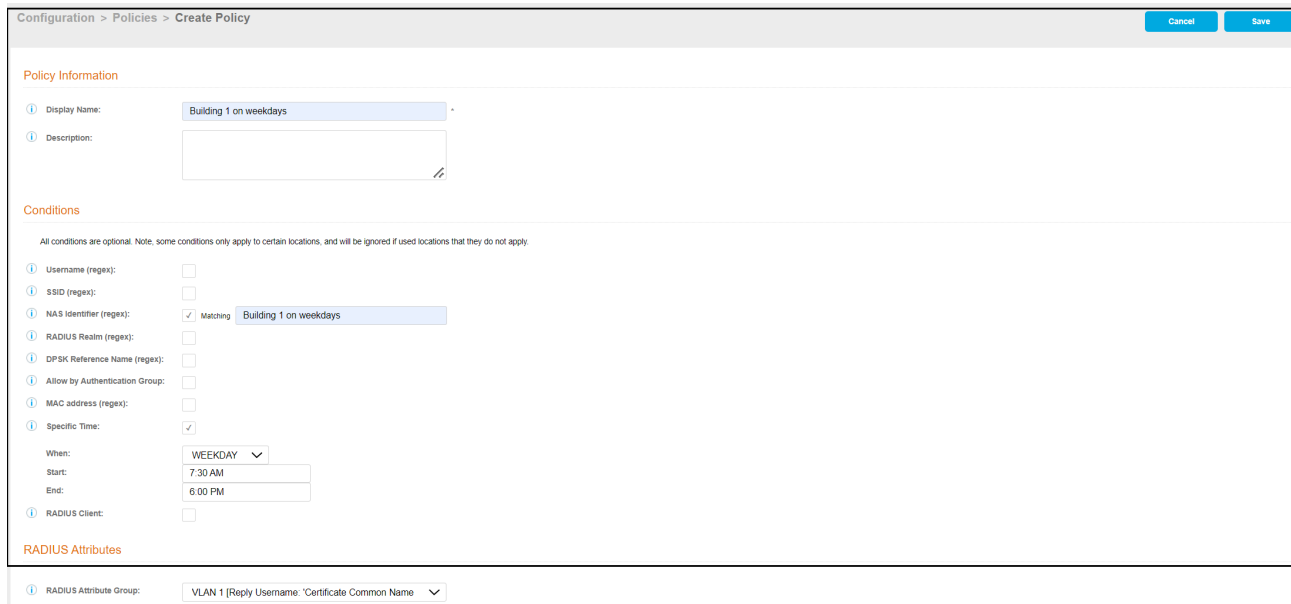 Configuration > Policies > Create Policy
Cancel
Save
Policy Information
Display Name:
Building 1 on weekdays
*
Description:
Conditions
All conditions are optional. Note, some conditions only apply to certain locations, and will be ignored if used locations that they do not apply.
Username (regex):
SSID (regex):
NAS Identifier (regex):
Matching
Building 1 on weekdays
RADIUS Realm (regex):
DPSK Reference Name (regex):
Allow by Authentication Group:
MAC address (regex):
Specific Time:
When:
WEEKDAY
Start:
7:30 AM
End:
6:00 PM
RADIUS Client:
RADIUS Attributes
RADIUS Attribute Group:
VLAN 1 [Reply Username: 'Certificate Common Name